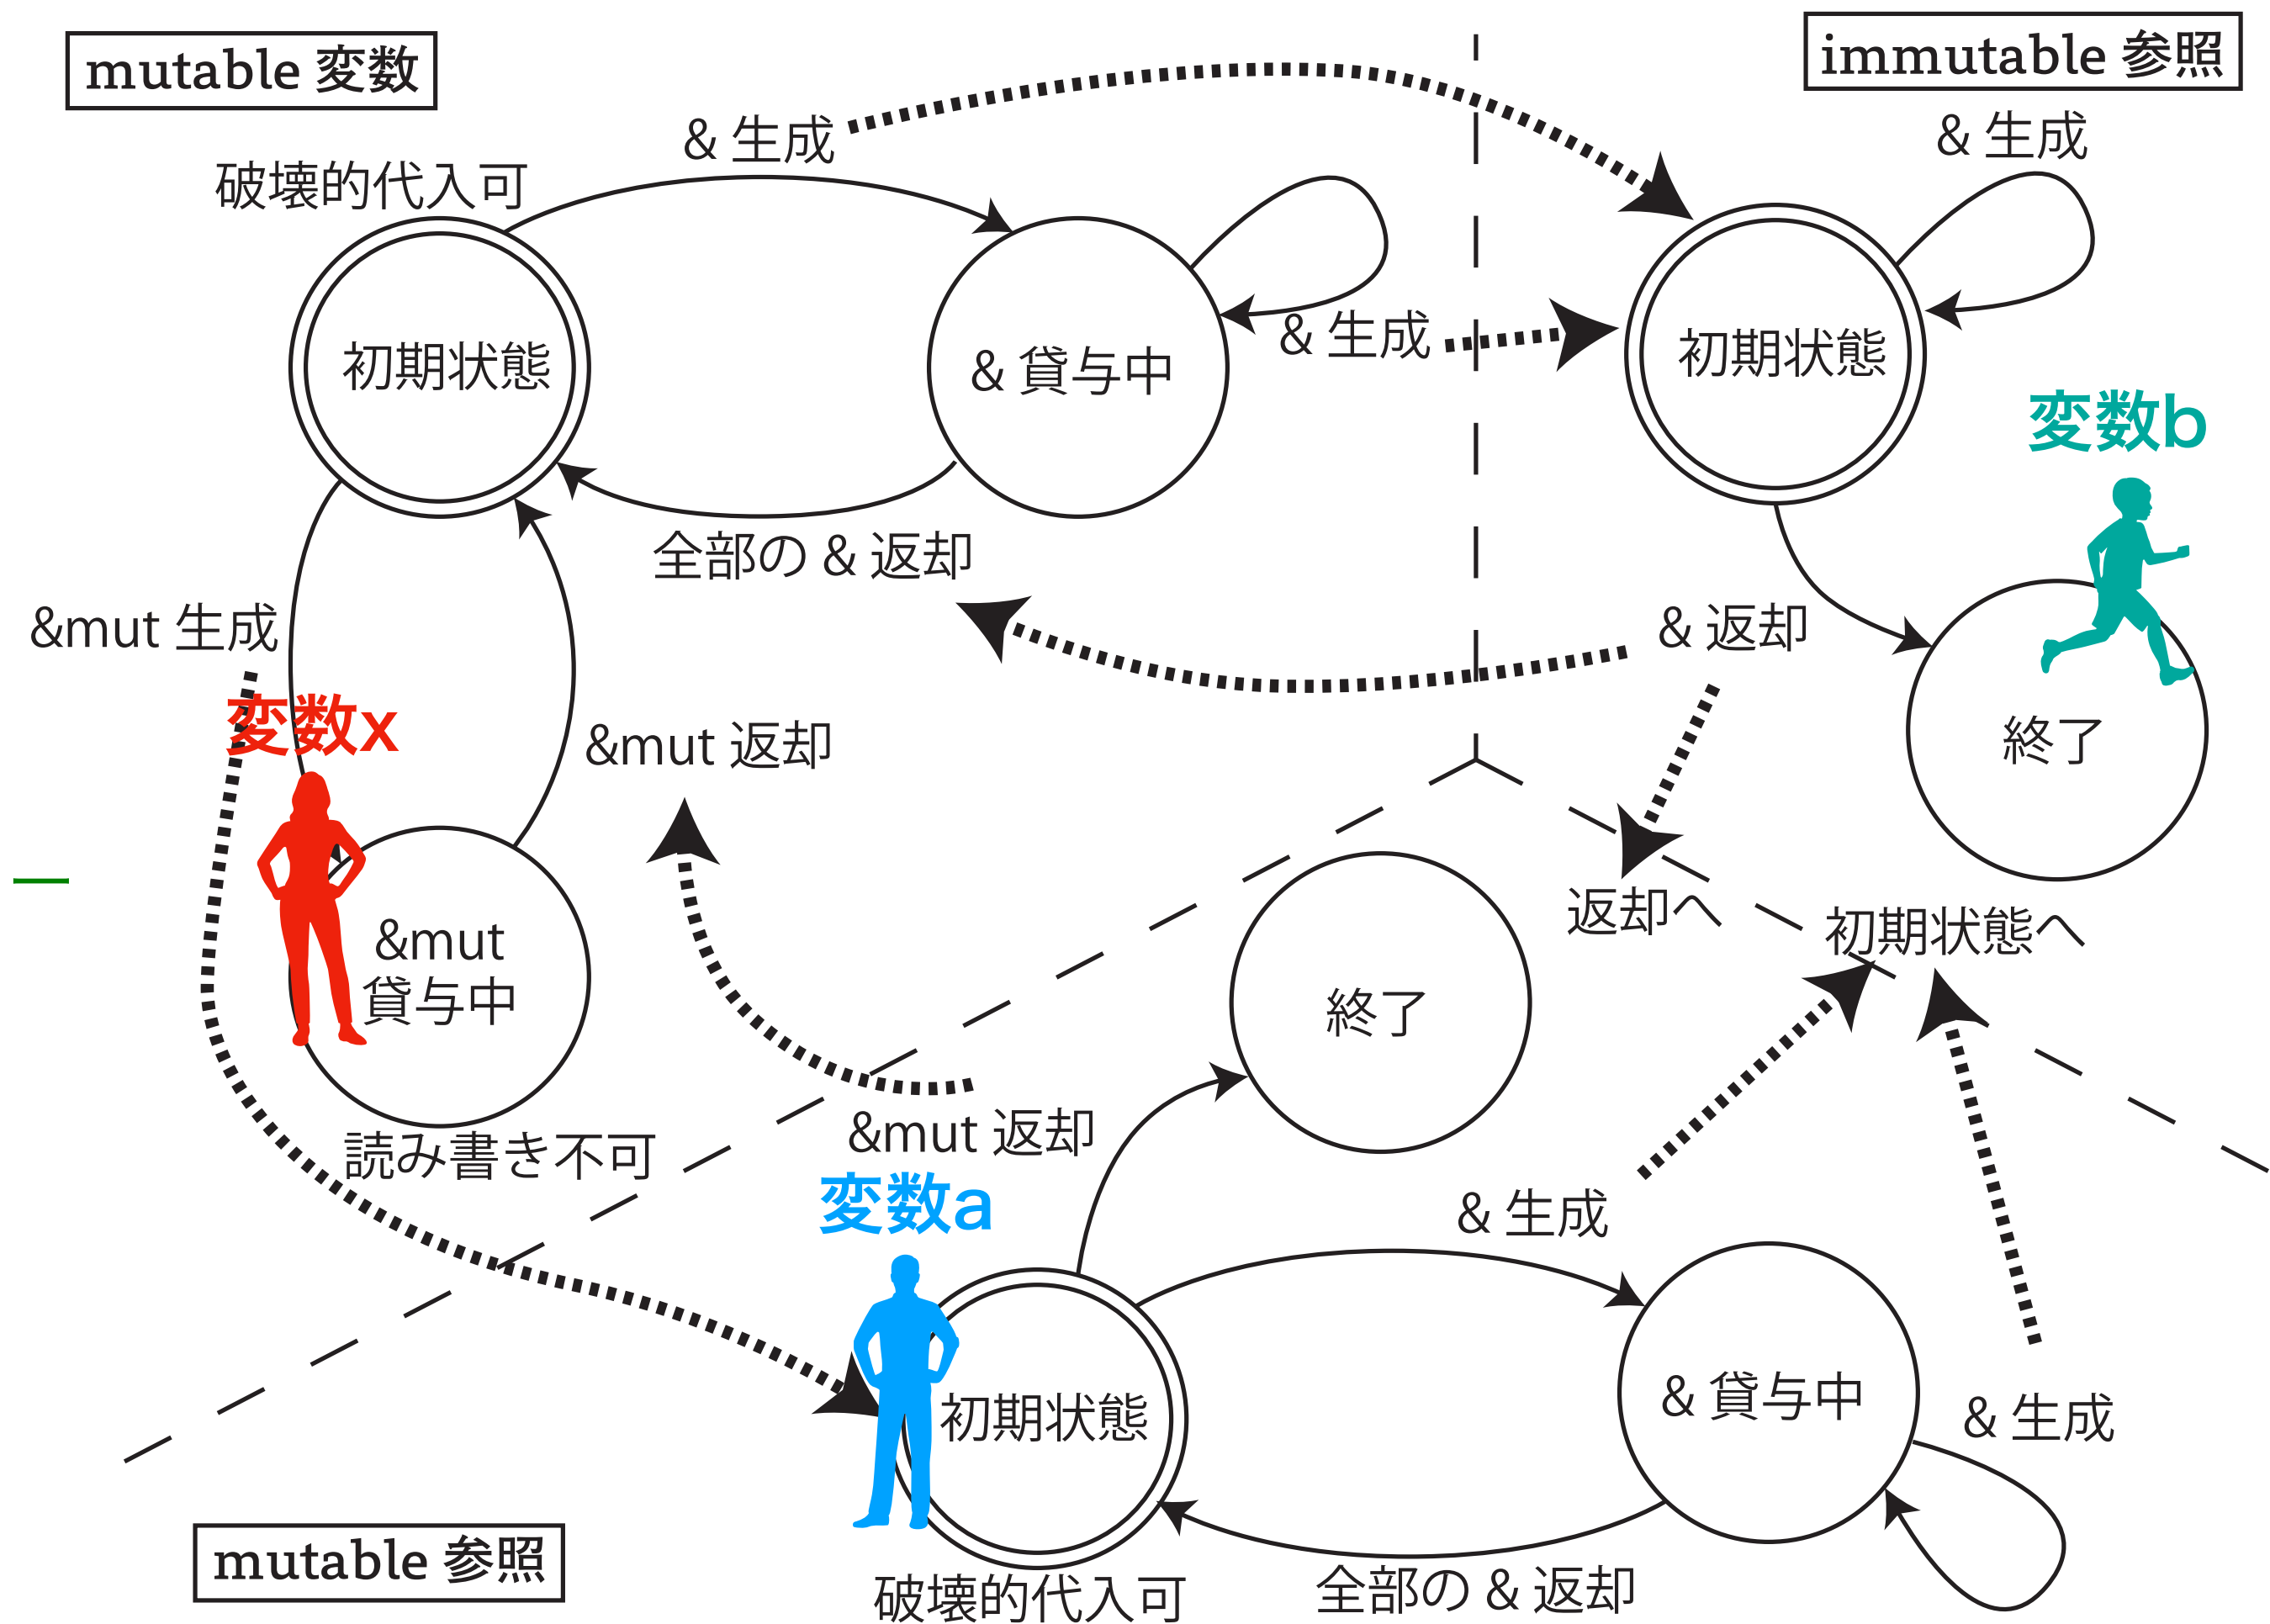 mutable 変数
immutable 参照
& 生成
& 生成
破壊的代入可
& 生成
初期状態
& 貸与中
初期状態
変数b
全部の & 返却
&mut 生成
& 返却
変数x
&mut 返却
終了
返却へ
初期状態へ
&mut
貸与中
終了
読み書き不可
&mut 返却
変数a
& 生成
初期状態
& 貸与中
& 生成
mutable 参照
破壊的代入可
全部の & 返却